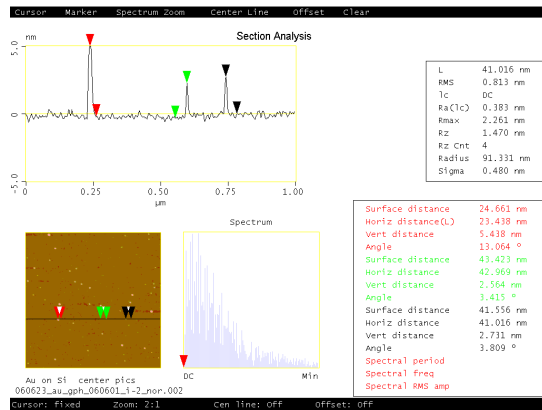 Cursor Marker Spectrum Zoom Center Line Offset Clear
nm Section Analysis
5.0
0
-5.0
0 0.25 0.50 0.75 1.00
µm
L 41.016 nm
RMS 0.813 nm
lc DC
Ra(lc) 0.383 nm
Rmax 2.261 nm
Rz 1.470 nm
Rz Cnt 4
Radius 91.331 nm
Sigma 0.480 nm
Surface distance 24.661 nm
Horiz distance(L) 23.438 nm
Vert distance 5.438 nm
Angle 13.064 º
Surface distance 43.423 nm
Horiz distance 42.969 nm
Vert distance 2.564 nm
Angle 3.415 º
Surface distance 41.556 nm
Horiz distance 41.016 nm
Vert distance 2.731 nm
Angle 3.809 º
Spectral period
Spectral freq
Spectral RMS amp
Spectrum
DC Min
Au on Si center pics
060623_au_gph_060601_i-2_nor.002
Cursor: fixed Zoom: 2:1 Cen line: Off Offset: Off